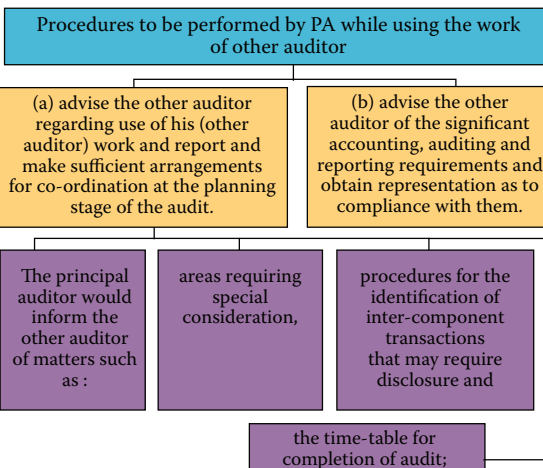 Procedures to be performed by PA while using the work
of other auditor
(a) advise the other auditor
regarding use of his (other
auditor) work and report and
make sufficient arrangements
for co-ordination at the planning
stage of the audit.
(b) advise the other
auditor of the significant
accounting, auditing and
reporting requirements and
obtain representation as to
compliance with them.
The principal
auditor would
inform the
other auditor
of matters such
as :
areas requiring
special
consideration,
procedures for the
identification of
inter-component
transactions
that may require
disclosure and
the time-table for
completion of audit;